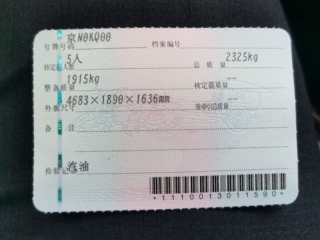 京N0KQ00
号牌号码 档案编号
5人 2325kg
核定载人数 总质量
1915kg --
整备质量 核定载质量
4683×1890×1636mm --
外廓尺寸 准牵引总质量
备注
汽油
检验记录
*1110013011590*